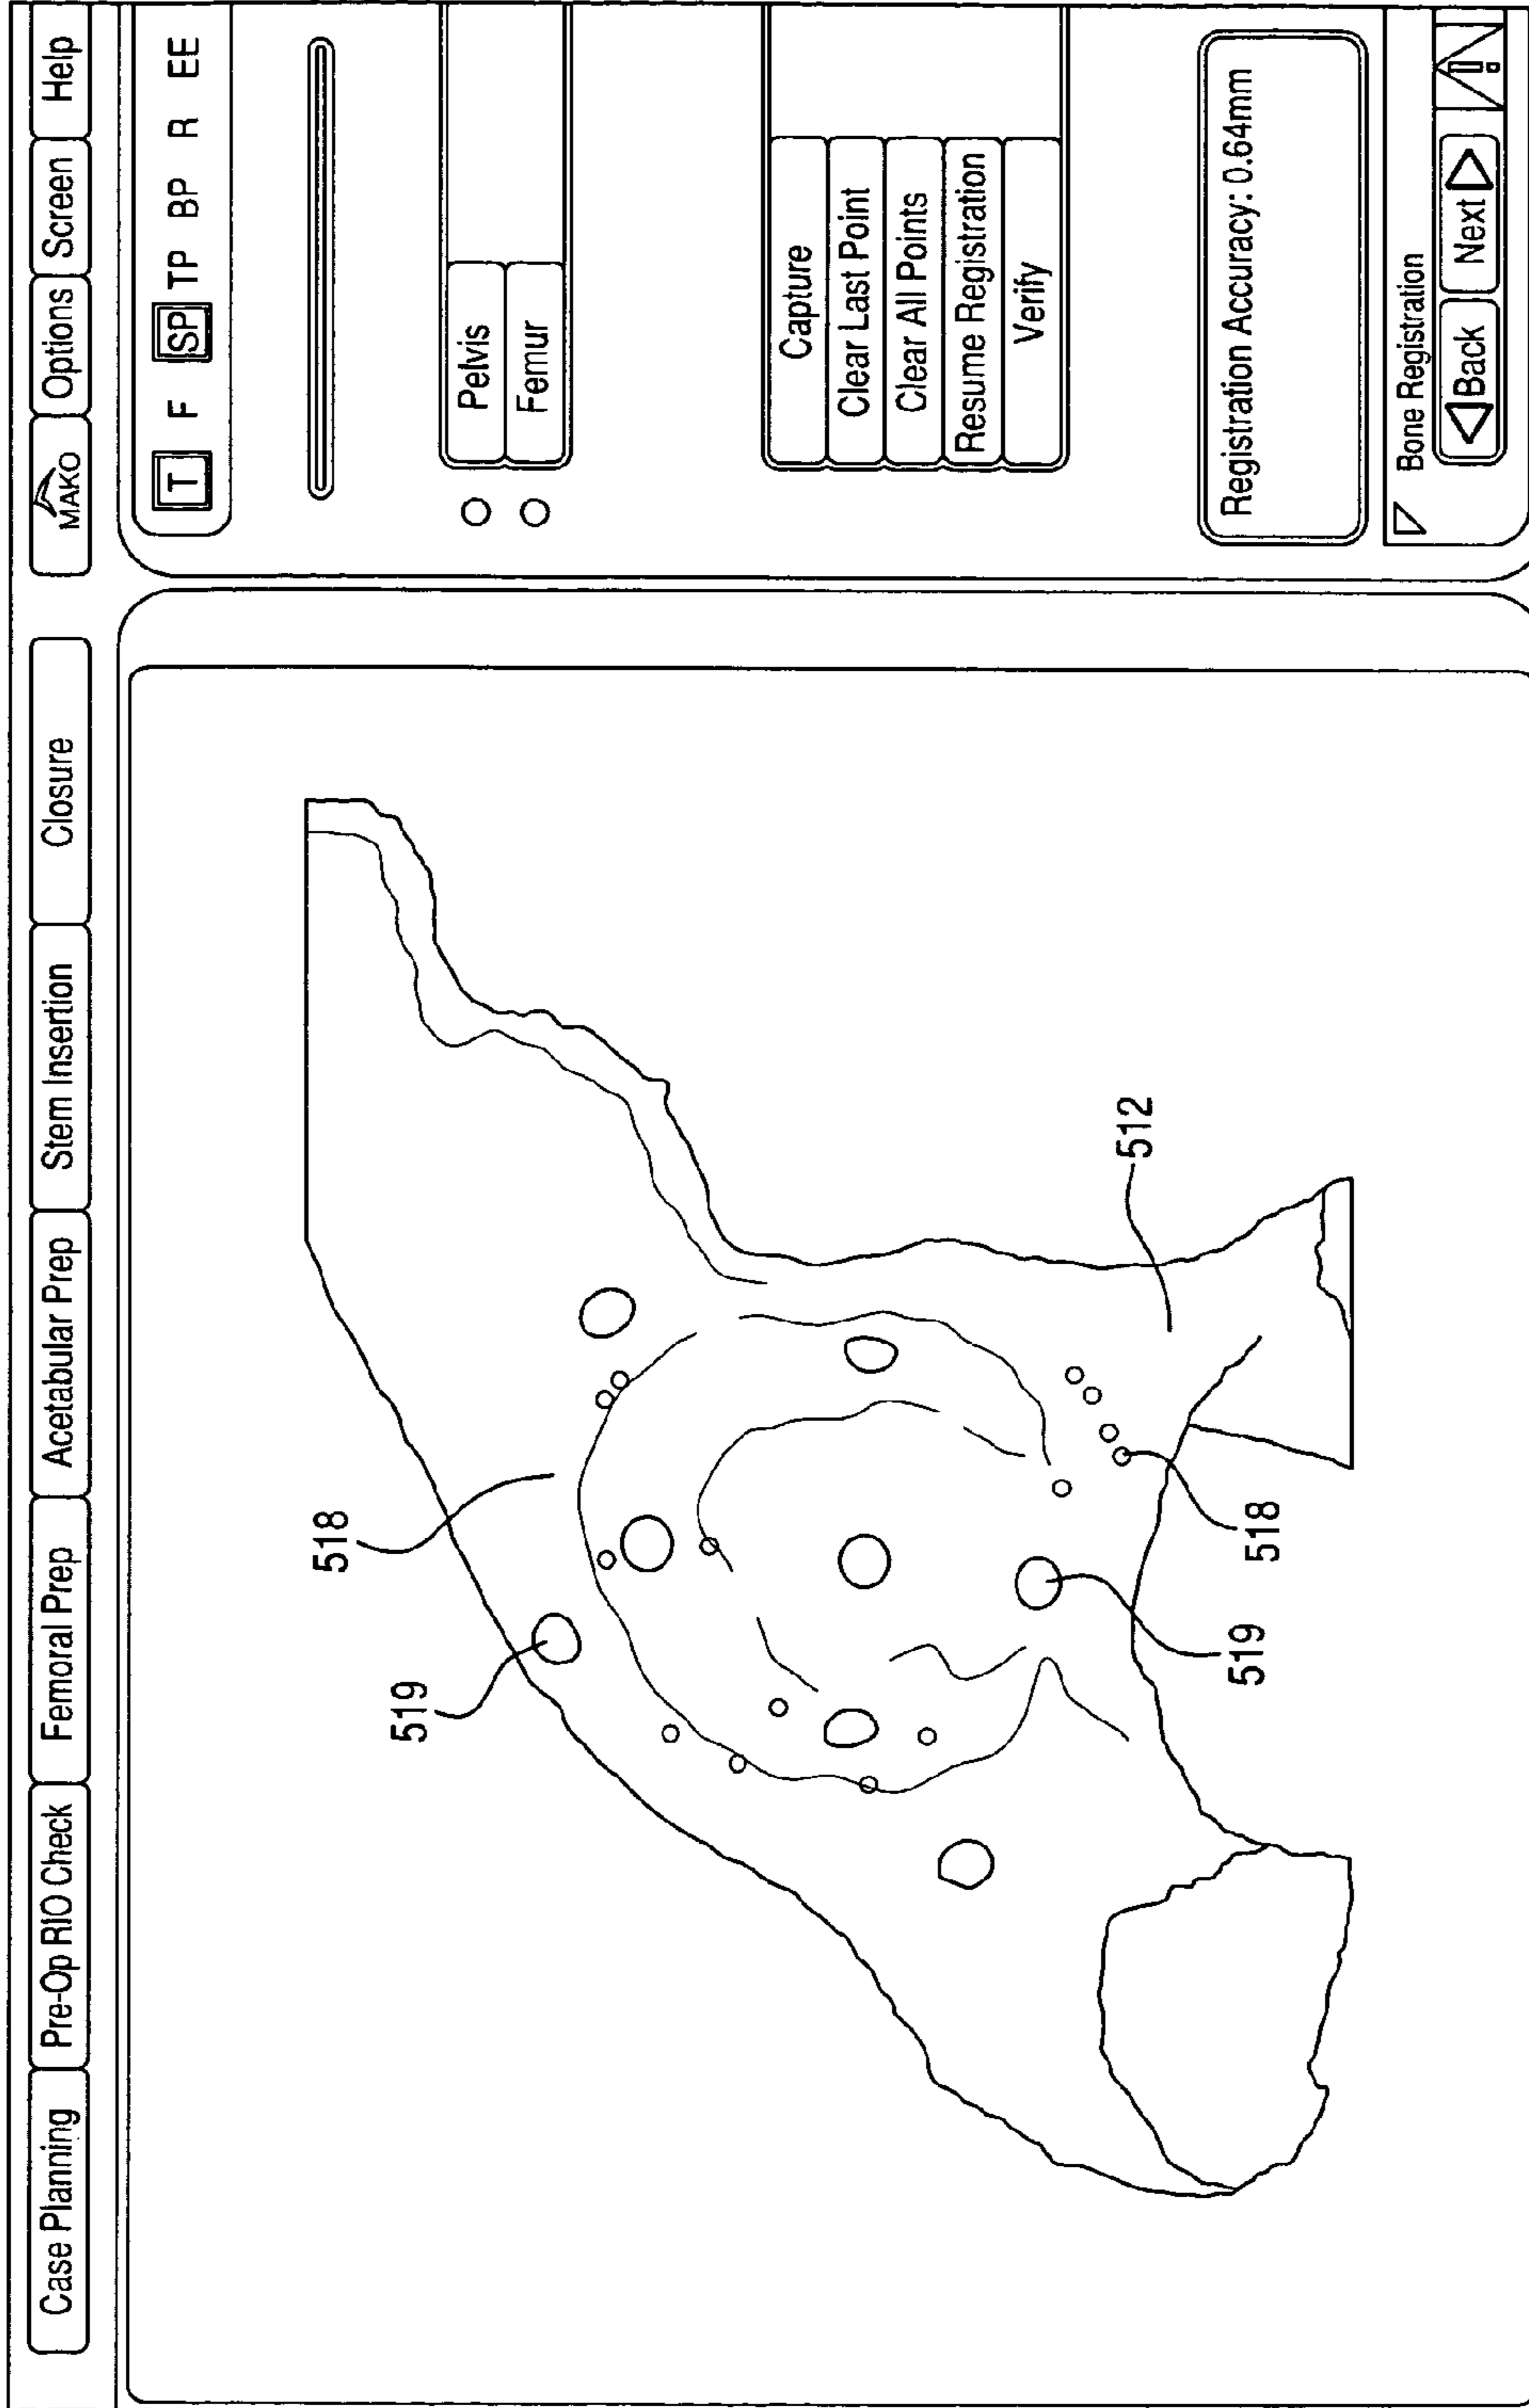 Case Planning Pre-Op RIO Check Femoral Prep Acetabular Prep Stem Insertion Closure MAKO Options Screen Help
T F SP TP BP R EE
Pelvis
Femur
Capture
Clear Last Point
Clear All Points
Resume Registration
Verify
Registration Accuracy: 0.64mm
Bone Registration
Back Next !
519
518
512
519
518